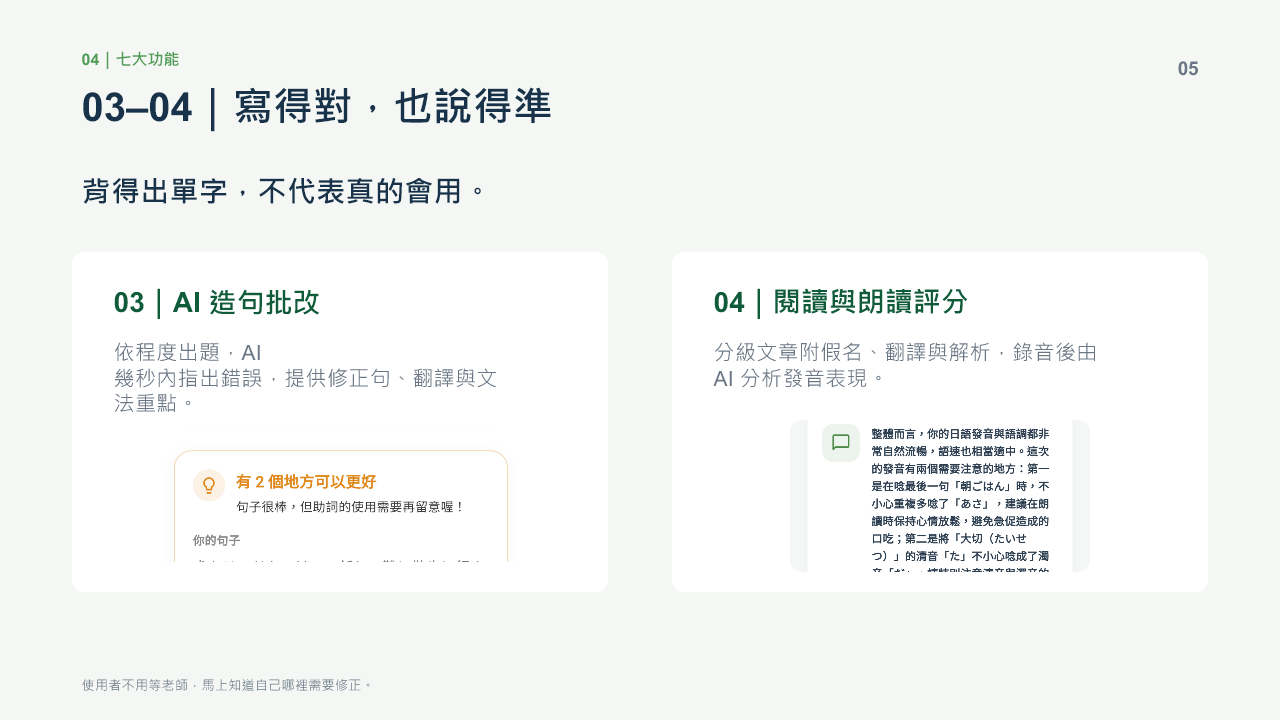 04｜七大功能
05
03–04｜寫得對，也說得準
背得出單字，不代表真的會用。
03｜AI 造句批改
依程度出題，AI
幾秒內指出錯誤，提供修正句、翻譯與文
法重點。
有 2 個地方可以更好
句子很棒，但助詞的使用需要再留意喔！
你的句子
04｜閱讀與朗讀評分
分級文章附假名、翻譯與解析，錄音後由
AI 分析發音表現。
整體而言，你的日語發音與語調都非
常自然流暢，語速也相當適中。這次
的發音有兩個需要注意的地方：第一
是在唸最後一句「朝ごはん」時，不
小心重複多唸了「あさ」，建議在朗
讀時保持心情放鬆，避免急促造成的
口吃；第二是將「大切（たいせ
つ）」的清音「た」不小心唸成了濁
使用者不用等老師，馬上知道自己哪裡需要修正。